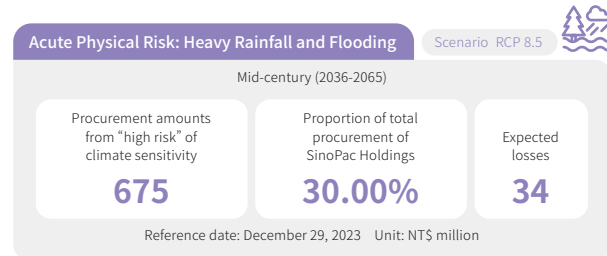 Acute Physical Risk: Heavy Rainfall and Flooding
Scenario RCP 8.5
Mid-century (2036-2065)
Procurement amounts
from “high risk” of
climate sensitivity
675
Proportion of total
procurement of
SinoPac Holdings
30.00%
Expected
losses
34
Reference date: December 29, 2023 Unit: NT$ million